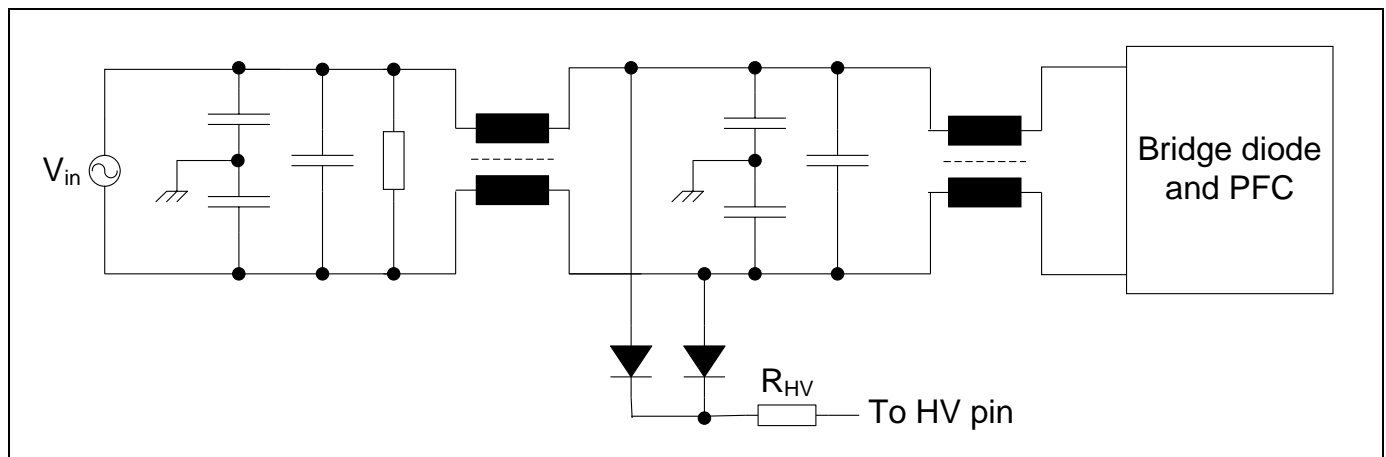 V_in
Bridge diode
and PFC
R_HV
To HV pin